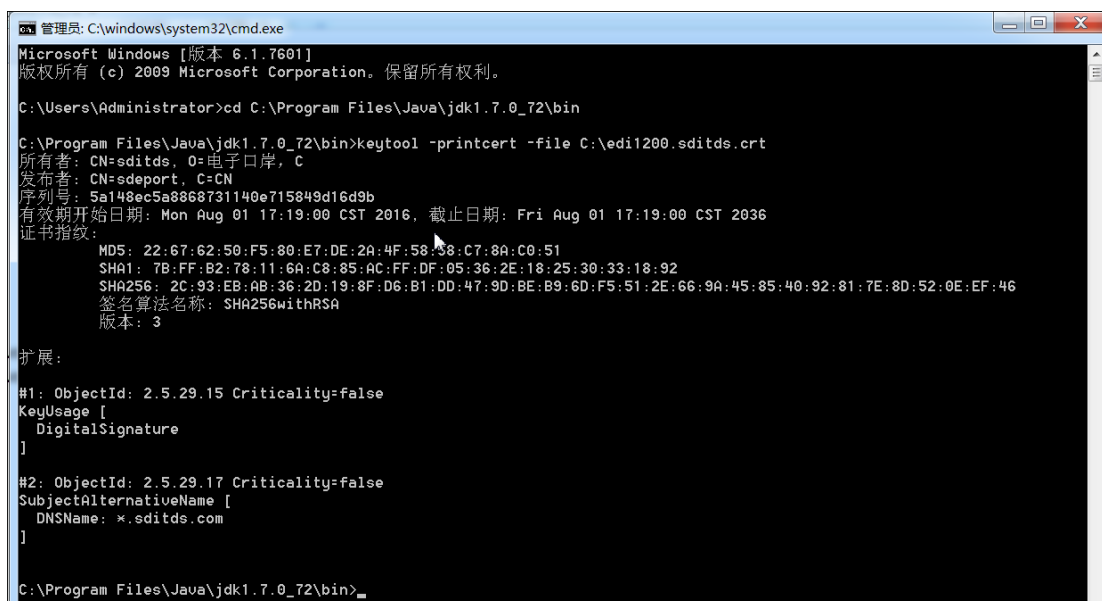 管理员: C:\windows\system32\cmd.exe
Microsoft Windows [版本 6.1.7601]
版权所有 (c) 2009 Microsoft Corporation。保留所有权利。
C:\Users\Administrator>cd C:\Program Files\Java\jdk1.7.0_72\bin
C:\Program Files\Java\jdk1.7.0_72\bin>keytool -printcert -file C:\edi1200.sditds.crt
所有者: CN=sditds, O=电子口岸, C
发布者: CN=sdeport, C=CN
序列号: 5a148ec5a8868731140e715849d16d9b
有效期开始日期: Mon Aug 01 17:19:00 CST 2016, 截止日期: Fri Aug 01 17:19:00 CST 2036
证书指纹:
MD5: 22:67:62:50:F5:80:E7:DE:2A:4F:58:58:C7:8A:C0:51
SHA1: 7B:FF:B2:78:11:6A:C8:85:AC:FF:DF:05:36:2E:18:25:30:33:18:92
SHA256: 2C:93:EB:AB:36:2D:19:8F:D6:B1:DD:47:9D:BE:B9:6D:F5:51:2E:66:9A:45:85:40:92:81:7E:8D:52:0E:EF:46
签名算法名称: SHA256withRSA
版本: 3
扩展:
#1: ObjectId: 2.5.29.15 Criticality=false
KeyUsage [
DigitalSignature
]
#2: ObjectId: 2.5.29.17 Criticality=false
SubjectAlternativeName [
DNSName: *.sditds.com
]
C:\Program Files\Java\jdk1.7.0_72\bin>_